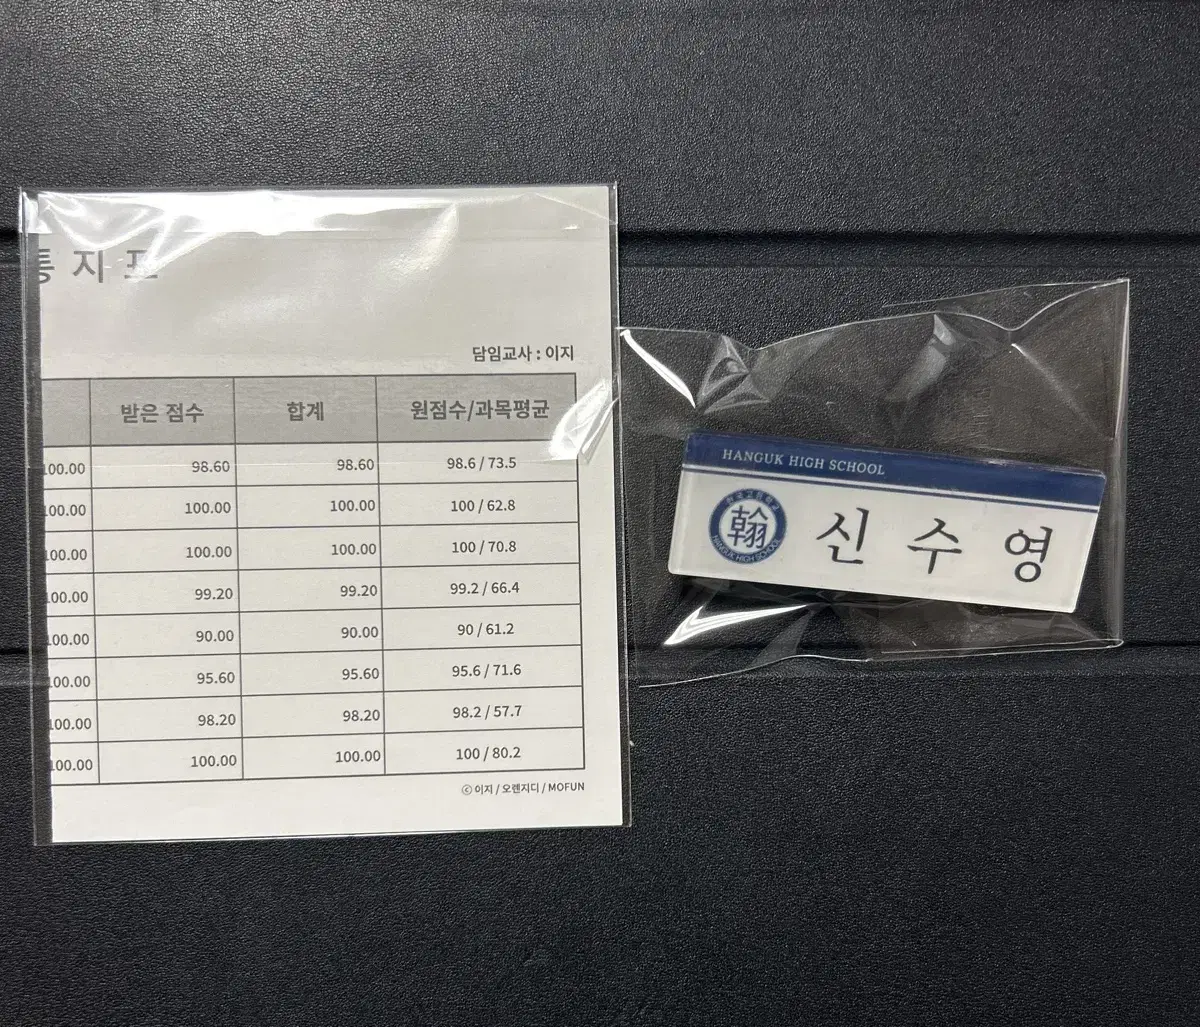 통 지 표
담임교사 : 이지
받은 점수 합계 원점수/과목평균
100.00 98.60 98.60 98.6 / 73.5
100.00 100.00 100.00 100 / 62.8
100.00 100.00 100.00 100 / 70.8
100.00 99.20 99.20 99.2 / 66.4
100.00 90.00 90.00 90 / 61.2
100.00 95.60 95.60 95.6 / 71.6
100.00 98.20 98.20 98.2 / 57.7
100.00 100.00 100.00 100 / 80.2
ⓒ 이지 / 오렌지디 / MOFUN
HANGUK HIGH SCHOOL
한국고등학교
翰
HANGUK HIGH SCHOOL
신 수 영